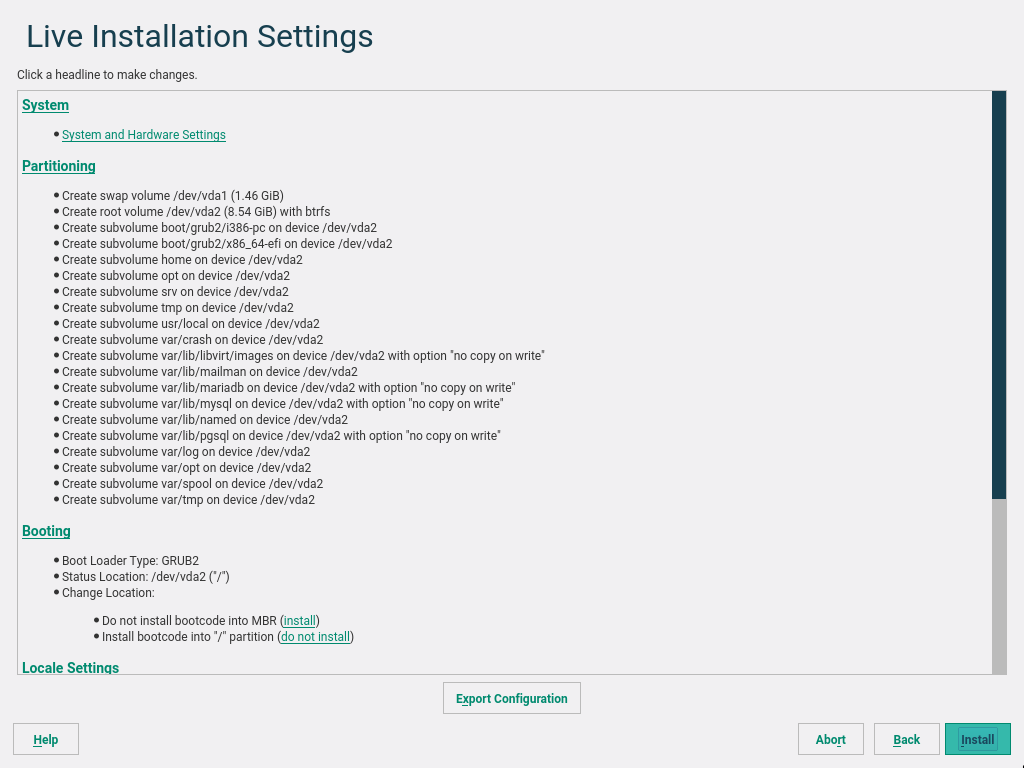 Live Installation Settings
Click a headline to make changes.
System
System and Hardware Settings
Partitioning
Create swap volume /dev/vda1 (1.46 GiB)
Create root volume /dev/vda2 (8.54 GiB) with btrfs
Create subvolume boot/grub2/i386-pc on device /dev/vda2
Create subvolume boot/grub2/x86_64-efi on device /dev/vda2
Create subvolume home on device /dev/vda2
Create subvolume opt on device /dev/vda2
Create subvolume srv on device /dev/vda2
Create subvolume tmp on device /dev/vda2
Create subvolume usr/local on device /dev/vda2
Create subvolume var/crash on device /dev/vda2
Create subvolume var/lib/libvirt/images on device /dev/vda2 with option "no copy on write"
Create subvolume var/lib/mailman on device /dev/vda2
Create subvolume var/lib/mariadb on device /dev/vda2 with option "no copy on write"
Create subvolume var/lib/mysql on device /dev/vda2 with option "no copy on write"
Create subvolume var/lib/named on device /dev/vda2
Create subvolume var/lib/pgsql on device /dev/vda2 with option "no copy on write"
Create subvolume var/log on device /dev/vda2
Create subvolume var/opt on device /dev/vda2
Create subvolume var/spool on device /dev/vda2
Create subvolume var/tmp on device /dev/vda2
Booting
Boot Loader Type: GRUB2
Status Location: /dev/vda2 ("/")
Change Location:
Do not install bootcode into MBR (install)
Install bootcode into "/" partition (do not install)
Locale Settings
Export Configuration
Help Abort Back Install